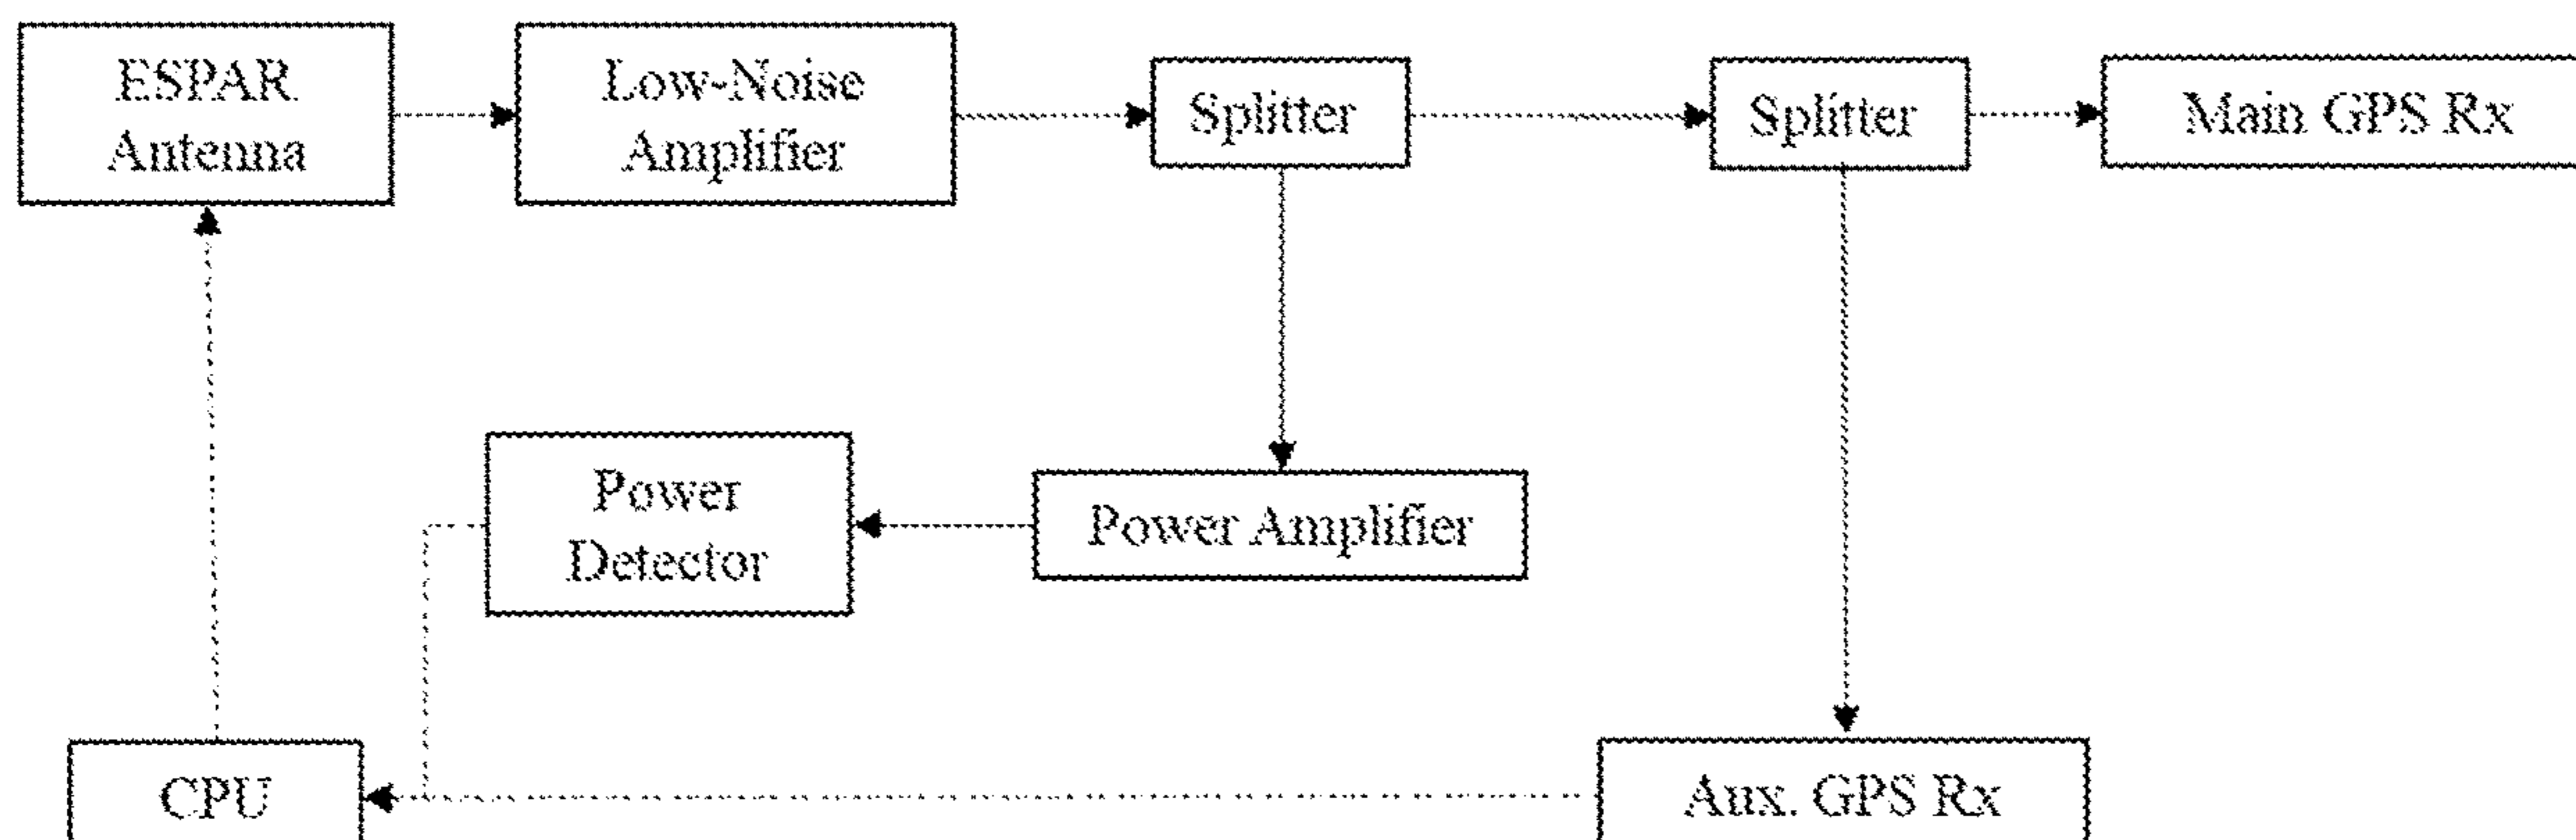 ESPAR
Antenna
Low-Noise
Amplifier
Splitter
Splitter
Main GPS Rx
Power
Detector
Power Amplifier
CPU
Aux. GPS Rx